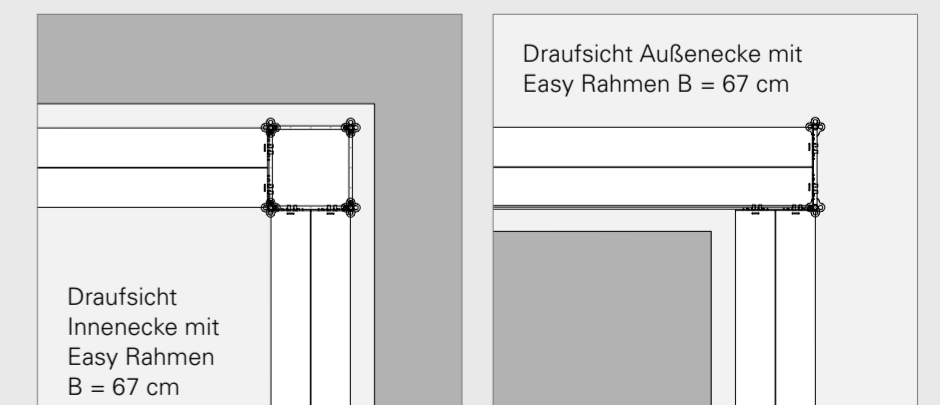 Draufsicht
Innenecke mit
Easy Rahmen
B = 67 cm
Draufsicht Außenecke mit
Easy Rahmen B = 67 cm